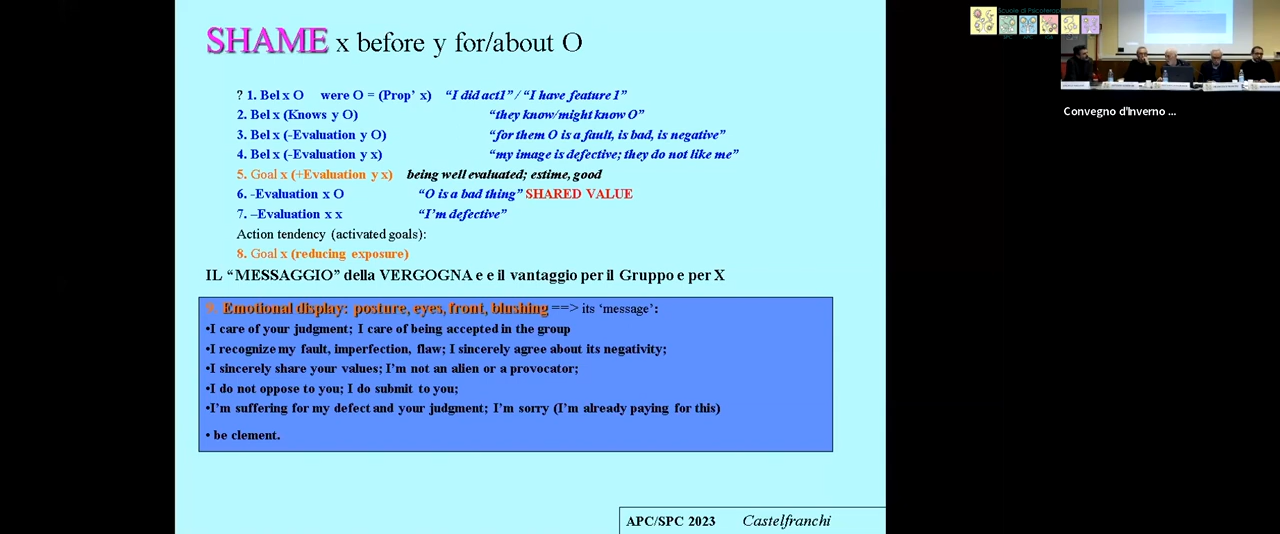 SHAME x before y for/about O
? 1. Bel x O were O = (Prop’ x) “I did act1” / “I have feature 1”
2. Bel x (Knows y O) “they know/might know O”
3. Bel x (-Evaluation y O) “for them O is a fault, is bad, is negative”
4. Bel x (-Evaluation y x) “my image is defective; they do not like me”
5. Goal x (+Evaluation y x) being well evaluated; estime, good
6. -Evaluation x O “O is a bad thing” SHARED VALUE
7. –Evaluation x x “I’m defective”
Action tendency (activated goals):
8. Goal x (reducing exposure)
IL “MESSAGGIO” della VERGOGNA e e il vantaggio per il Gruppo e per X
Emotional display: posture, eyes, front, blushing ==> its ‘message’:
•I care of your judgment; I care of being accepted in the group
•I recognize my fault, imperfection, flaw; I sincerely agree about its negativity;
•I sincerely share your values; I’m not an alien or a provocator;
•I do not oppose to you; I do submit to you;
•I’m suffering for my defect and your judgment; I’m sorry (I’m already paying for this)
• be clement.
APC/SPC 2023 Castelfranchi
Scuole di Psicoterapia
Convegno d'Inverno ...